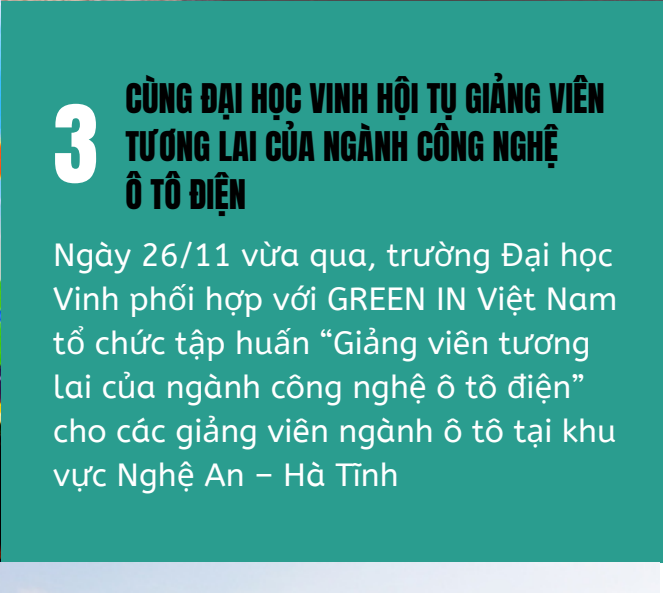 3
CÙNG ĐẠI HỌC VINH HỘI TỤ GIẢNG VIÊN
TƯƠNG LAI CỦA NGÀNH CÔNG NGHỆ
Ô TÔ ĐIỆN
Ngày 26/11 vừa qua, trường Đại học
Vinh phối hợp với GREEN IN Việt Nam
tổ chức tập huấn “Giảng viên tương
lai của ngành công nghệ ô tô điện”
cho các giảng viên ngành ô tô tại khu
vực Nghệ An – Hà Tĩnh